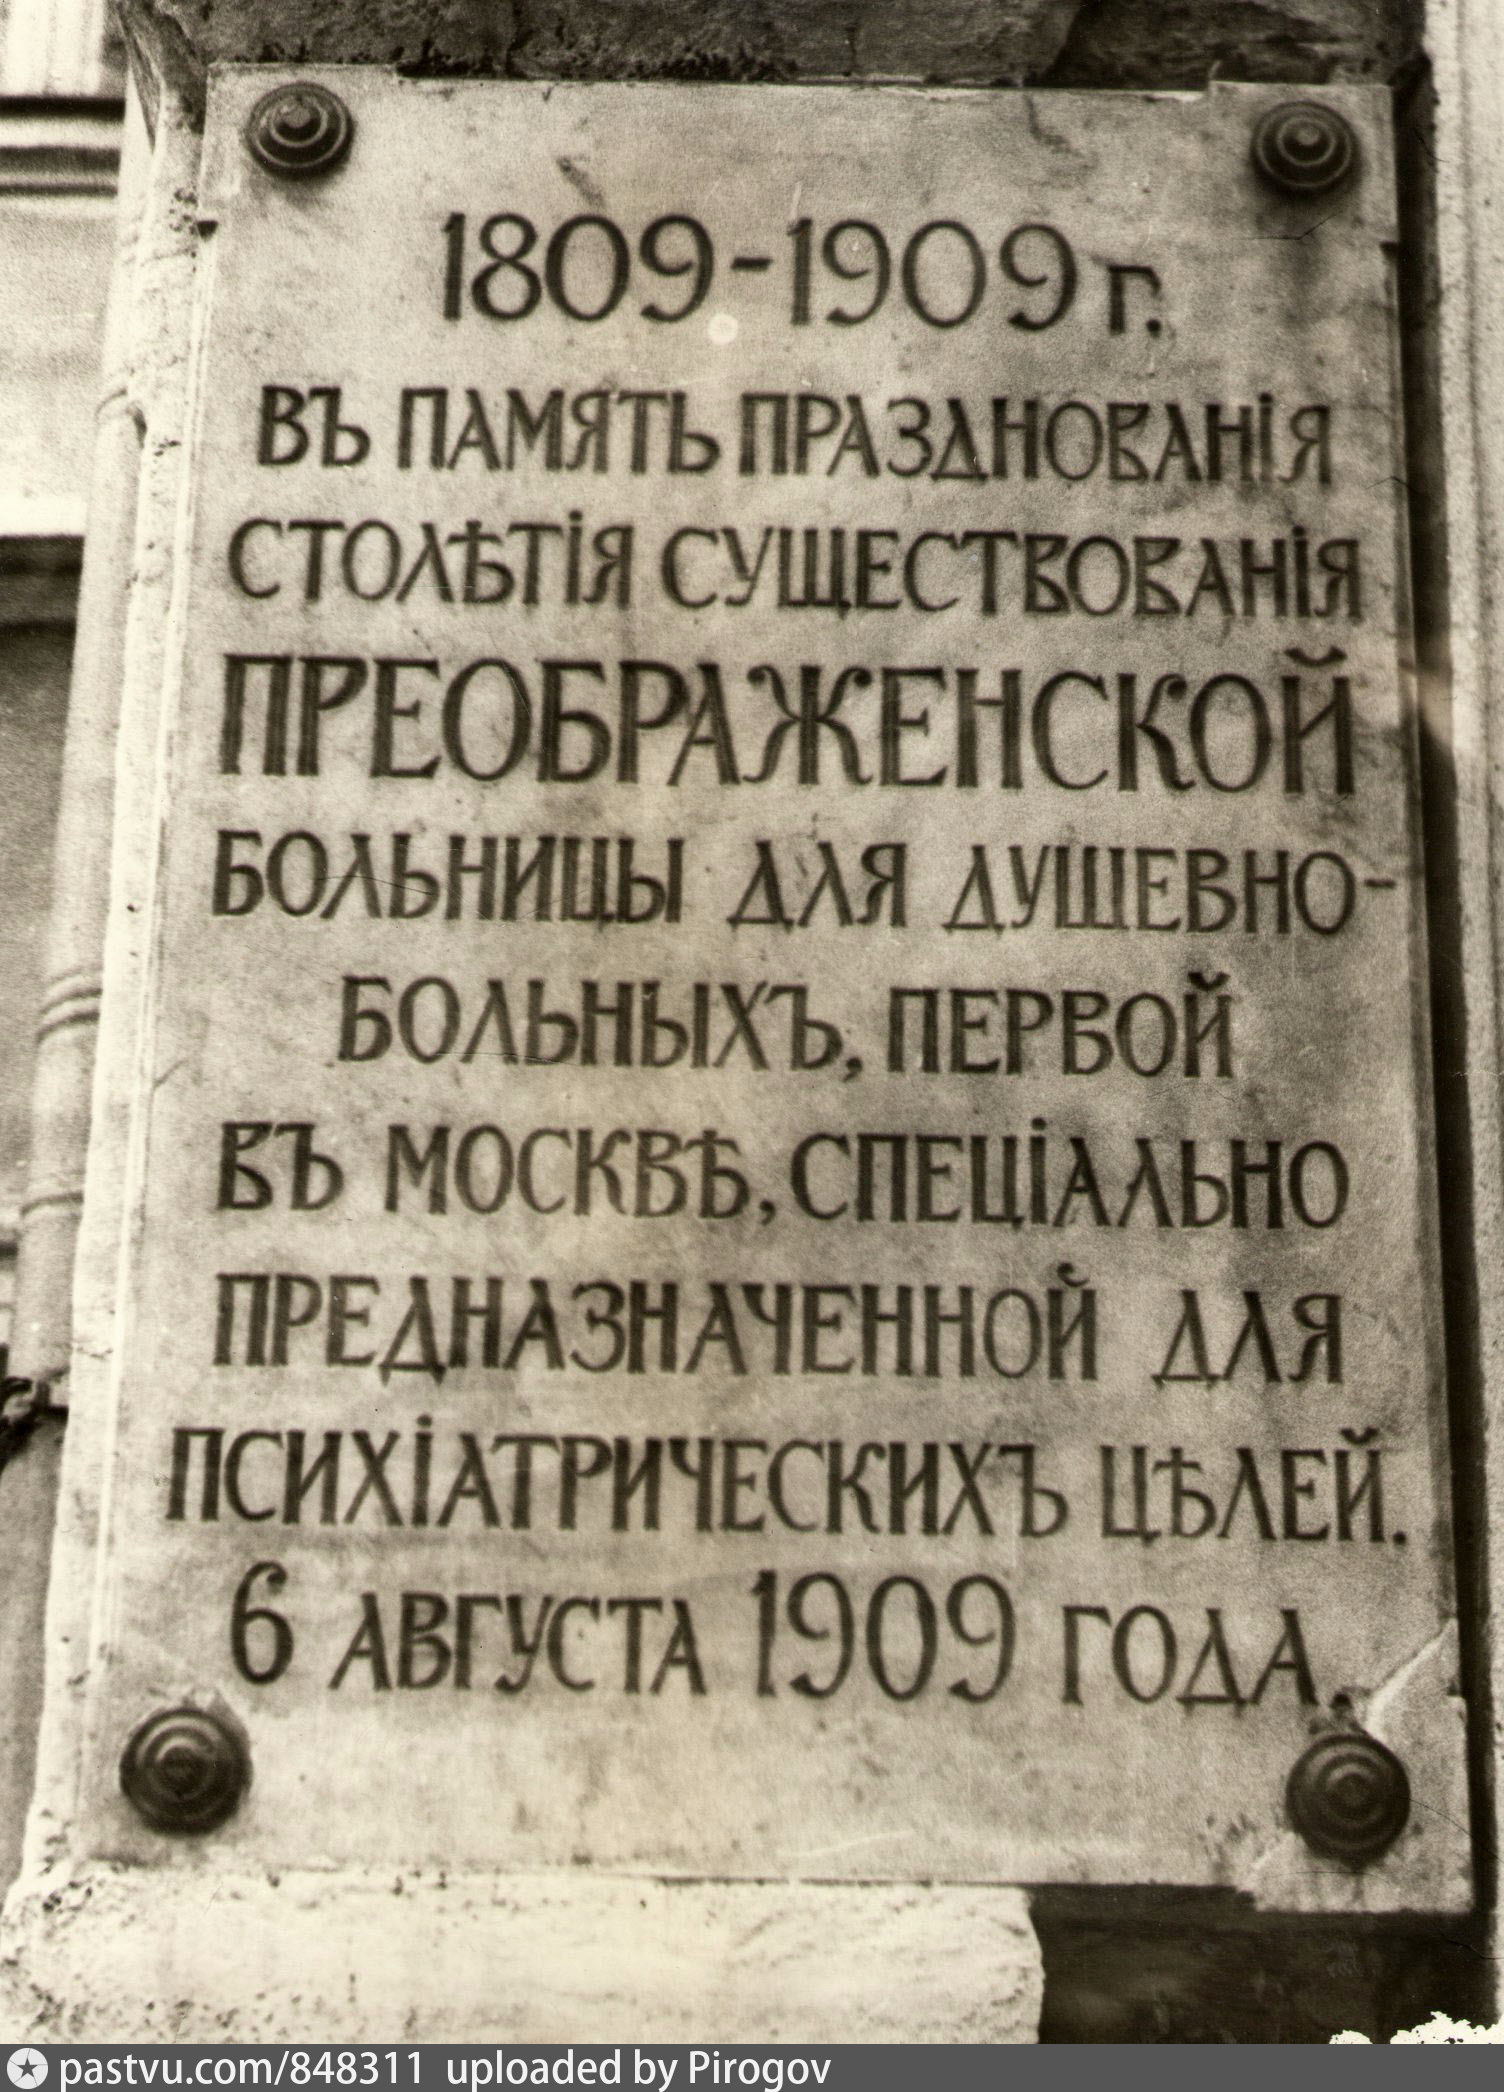 1809-1909 г.
ВЪ ПАМЯТЬ ПРАЗДНОВАНІЯ
СТОЛѢТІЯ СУЩЕСТВОВАНІЯ
ПРЕОБРАЖЕНСКОЙ
БОЛЬНИЦЫ ДЛЯ ДУШЕВНО-
БОЛЬНЫХЪ, ПЕРВОЙ
ВЪ МОСКВѢ, СПЕЦІАЛЬНО
ПРЕДНАЗНАЧЕННОЙ ДЛЯ
ПСИХІАТРИЧЕСКИХЪ ЦѢЛЕЙ.
6 АВГУСТА 1909 ГОДА.
pastvu.com/848311 uploaded by Pirogov